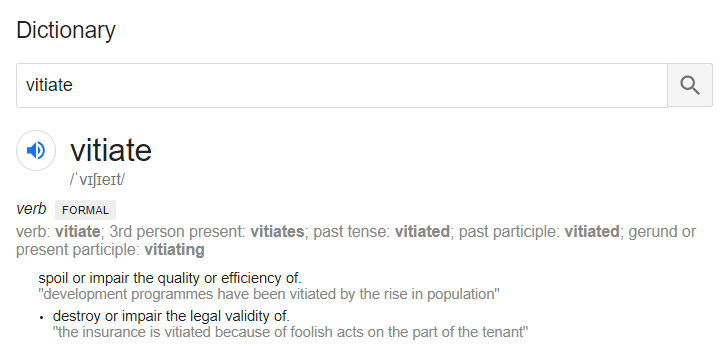 Dictionary
vitiate
vitiate
/ˈvɪʃɪeɪt/
verb FORMAL
verb: vitiate; 3rd person present: vitiates; past tense: vitiated; past participle: vitiated; gerund or
present participle: vitiating
spoil or impair the quality or efficiency of.
"development programmes have been vitiated by the rise in population"
• destroy or impair the legal validity of.
"the insurance is vitiated because of foolish acts on the part of the tenant"